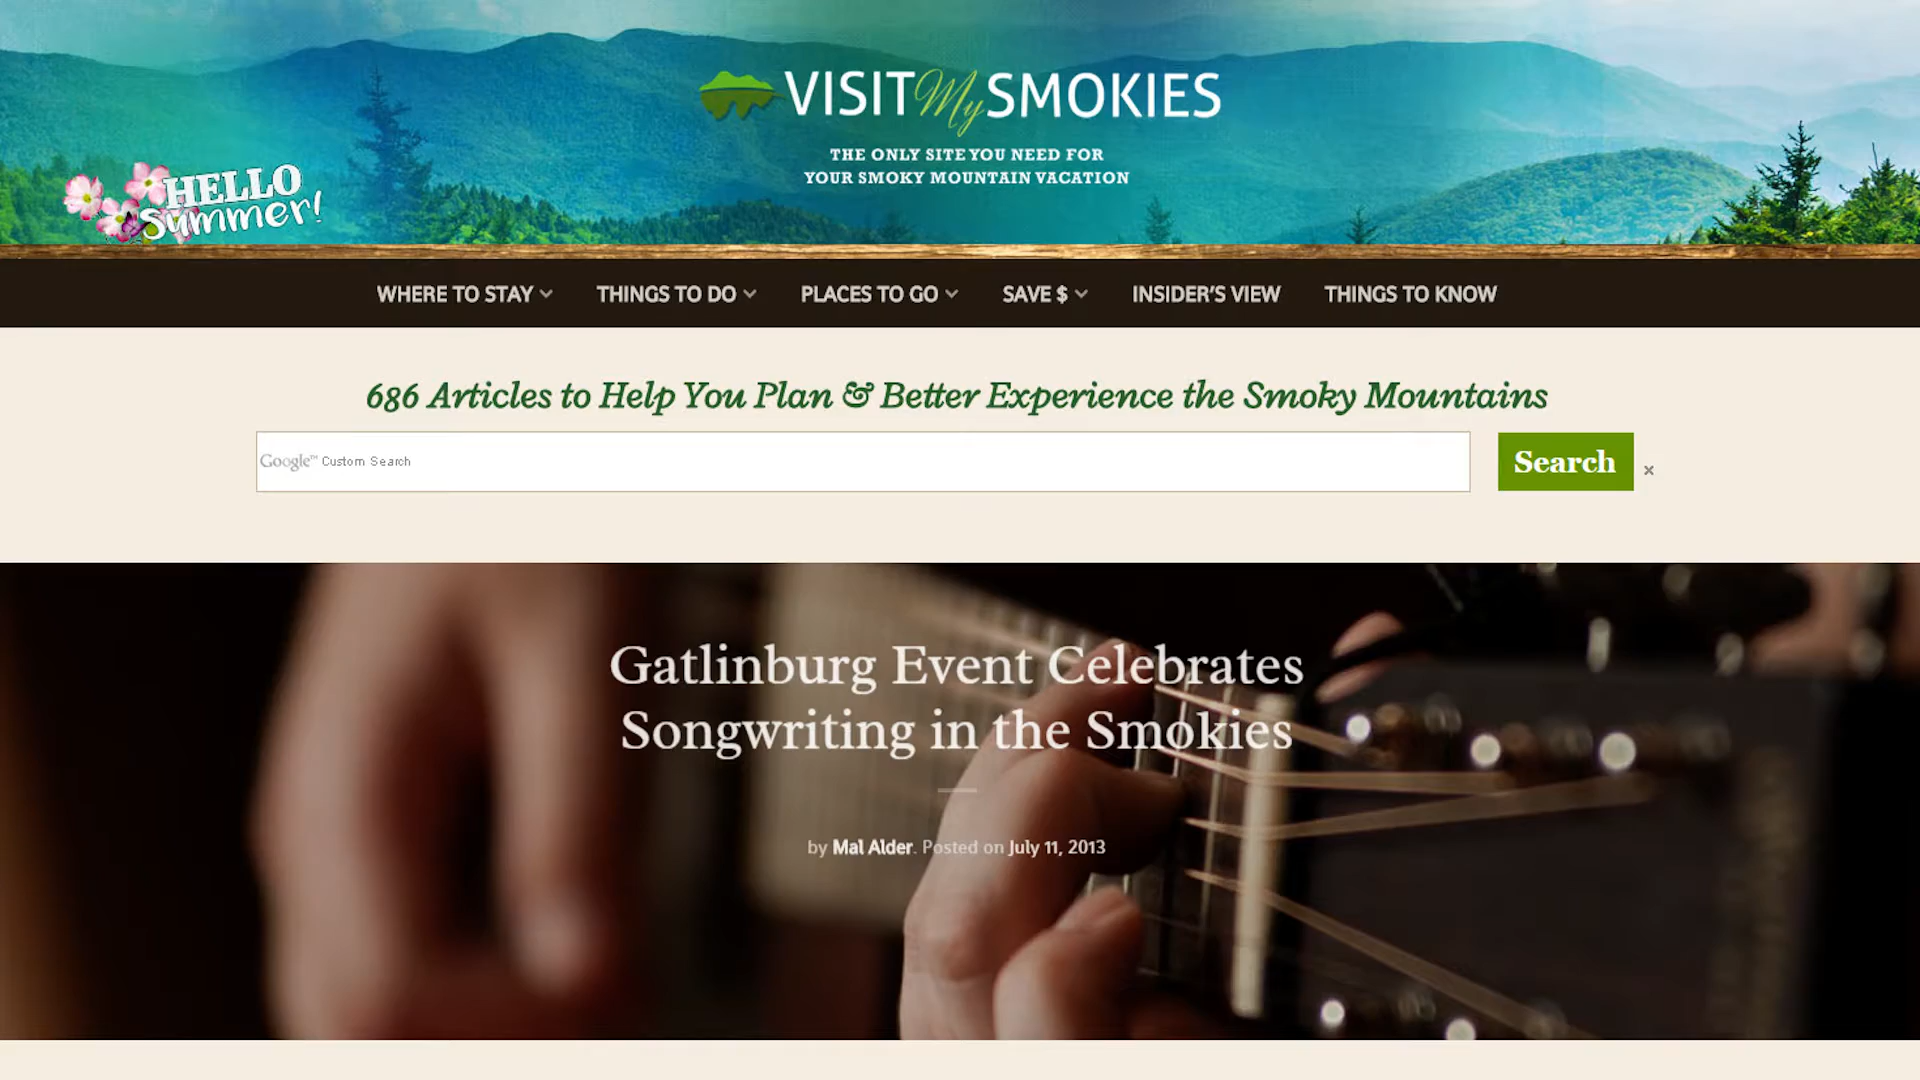 VISIT My SMOKIES
THE ONLY SITE YOU NEED FOR
YOUR SMOKY MOUNTAIN VACATION
HELLO
Summer!
WHERE TO STAY
THINGS TO DO
PLACES TO GO
SAVE $
INSIDER'S VIEW
THINGS TO KNOW
686 Articles to Help You Plan & Better Experience the Smoky Mountains
Google™ Custom Search
Search
×
Gatlinburg Event Celebrates
Songwriting in the Smokies
by Mal Alder. Posted on July 11, 2013